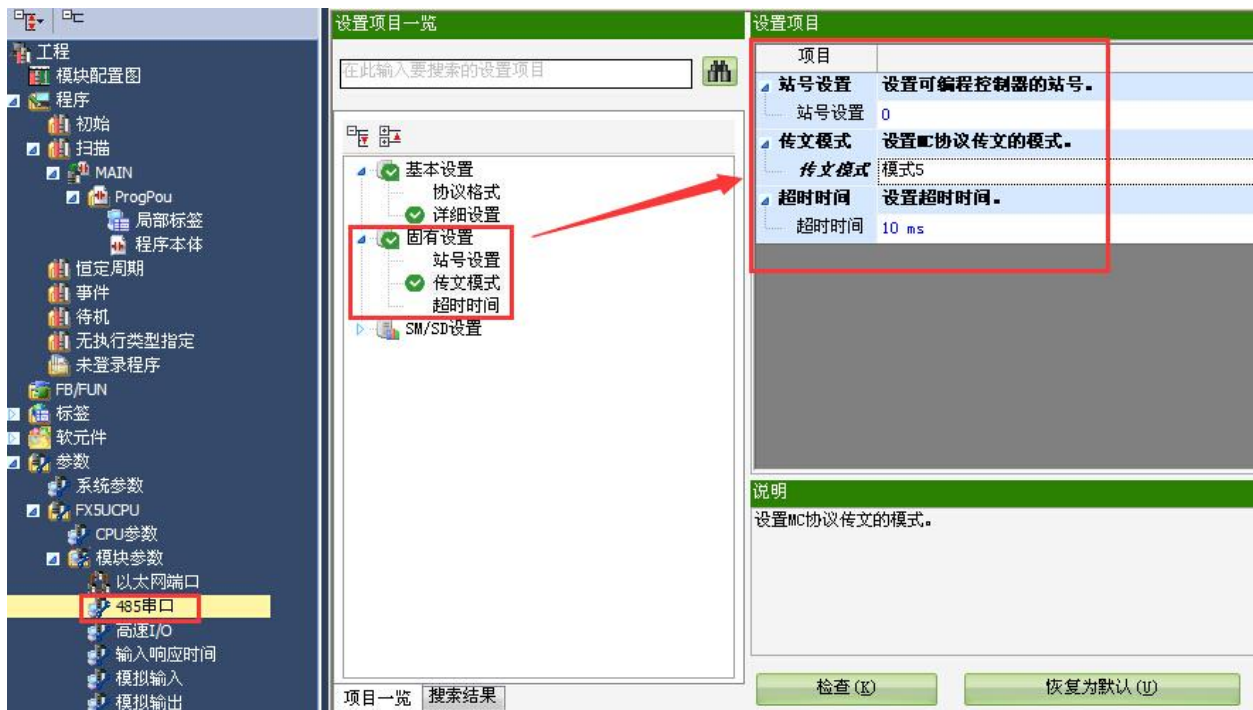 工程
模块配置图
程序
初始
扫描
MAIN
ProgPou
局部标签
程序本体
恒定周期
事件
待机
无执行类型指定
未登录程序
FB/FUN
标签
软元件
参数
系统参数
FX5UCPU
CPU参数
模块参数
以太网端口
485串口
高速I/O
输入响应时间
模拟输入
模拟输出
设置项目一览
在此输入要搜索的设置项目
基本设置
协议格式
详细设置
固有设置
站号设置
传文模式
超时时间
SM/SD设置
项目一览 搜索结果
设置项目
项目
站号设置 设置可编程控制器的站号。
站号设置 0
传文模式 设置MC协议传文的模式。
传文模式 模式5
超时时间 设置超时时间。
超时时间 10 ms
说明
设置MC协议传文的模式。
检查(K) 恢复为默认(U)